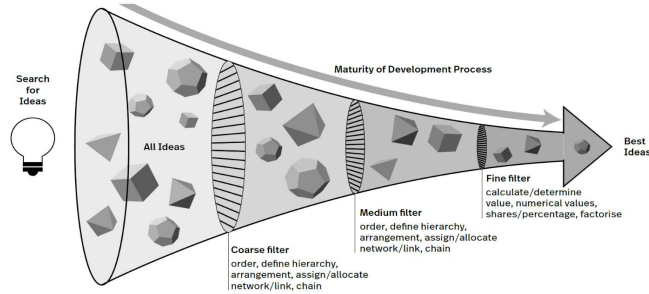 Search
for
Ideas
Maturity of Development Process
All Ideas
Best
Ideas
Fine filter
calculate/determine
value, numerical values,
shares/percentage, factorise
Medium filter
order, define hierarchy,
arrangement, assign/allocate
network/link, chain
Coarse filter
order, define hierarchy,
arrangement, assign/allocate
network/link, chain